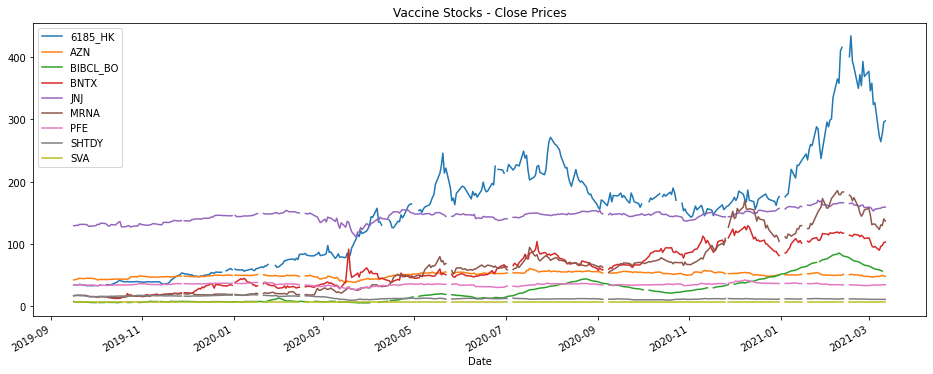 Vaccine Stocks - Close Prices
6185_HK
AZN
BIBCL_BO
BNTX
JNJ
MRNA
PFE
SHTDY
SVA
400
300
200
100
0
2019-09
2019-11
2020-01
2020-03
2020-05
2020-07
2020-09
2020-11
2021-01
2021-03
Date